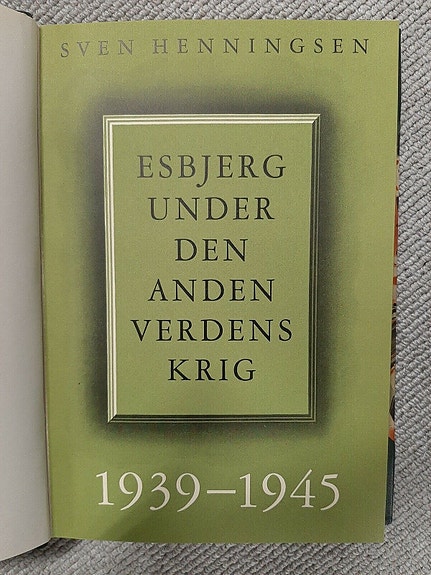 SVEN HENNINGSEN
ESBJERG
UNDER
DEN
ANDEN
VERDENS
KRIG
1939–1945